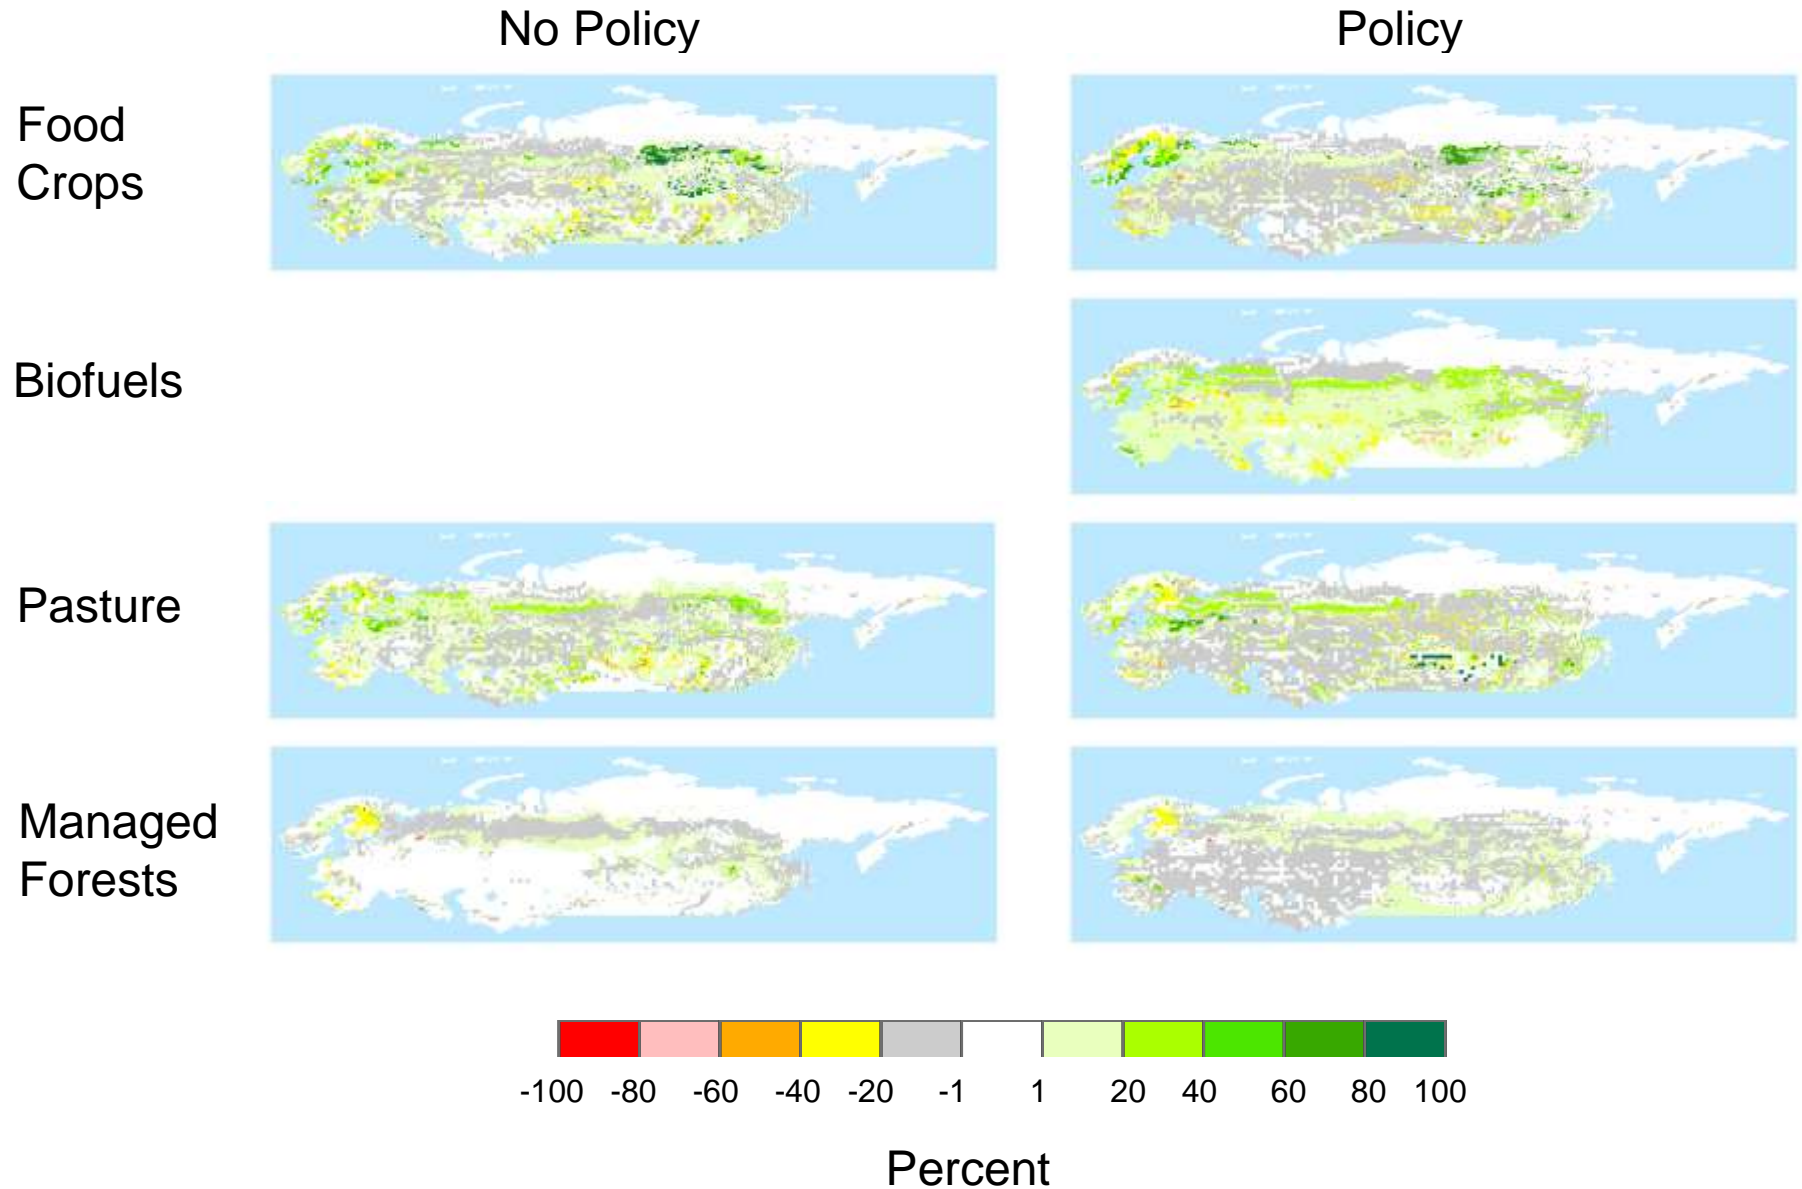 No Policy
Policy
Food
Crops
Biofuels
Pasture
Managed
Forests
-100 -80 -60 -40 -20 -1 1 20 40 60 80 100
Percent